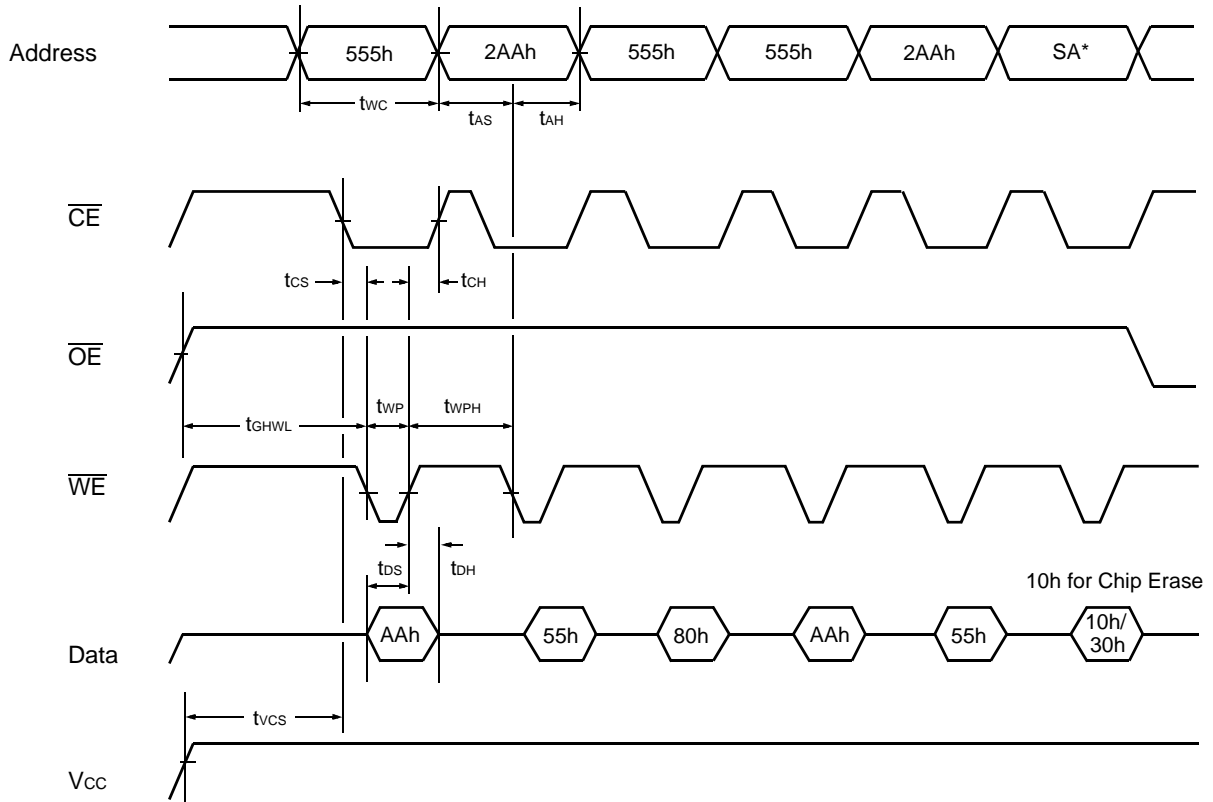 Address 555h 2AAh 555h 555h 2AAh SA*
tWC tAS tAH
CE
tCS tCH
OE
tGHWL tWP tWPH
WE
tDS tDH
10h for Chip Erase
Data AAh 55h 80h AAh 55h 10h/
30h
tVCS
VCC